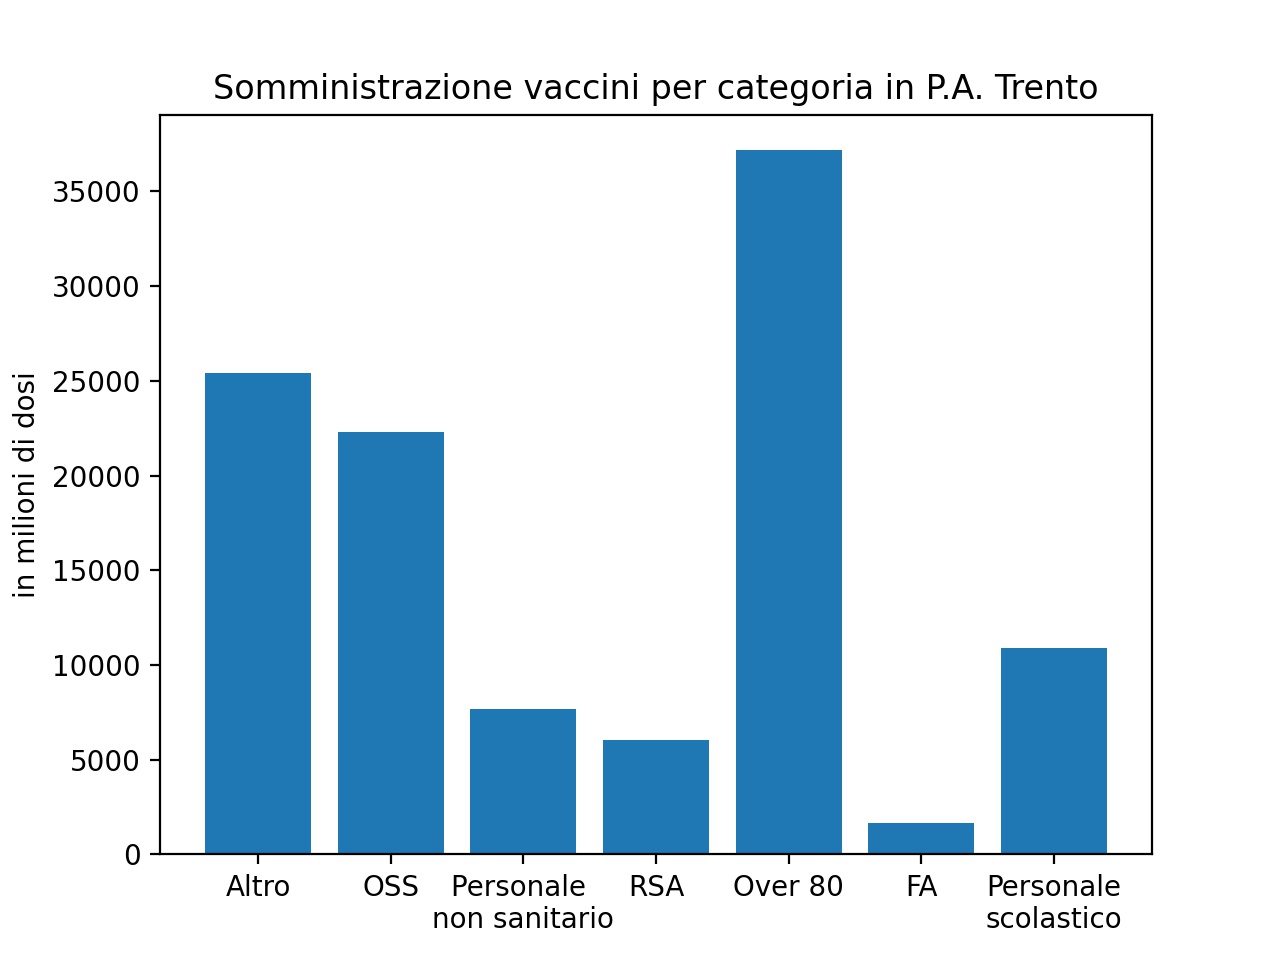 Somministrazione vaccini per categoria in P.A. Trento
in milioni di dosi
35000
30000
25000
20000
15000
10000
5000
0
Altro
OSS
Personale
non sanitario
RSA
Over 80
FA
Personale
scolastico